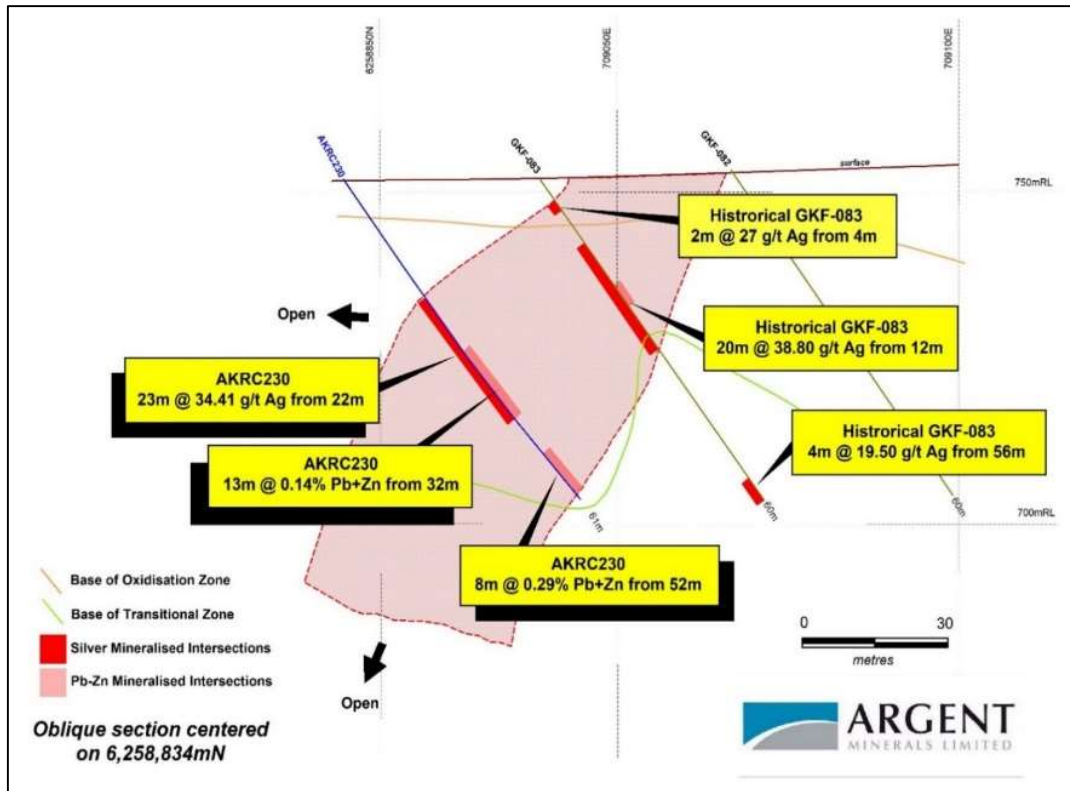 6258850N
709050E
709100E
AKRC230
GKF-083
GKF-082
surface
750mRL
Histrorical GKF-083
2m @ 27 g/t Ag from 4m
Open
Histrorical GKF-083
20m @ 38.80 g/t Ag from 12m
AKRC230
23m @ 34.41 g/t Ag from 22m
Histrorical GKF-083
4m @ 19.50 g/t Ag from 56m
AKRC230
13m @ 0.14% Pb+Zn from 32m
61m
60m
60m
700mRL
AKRC230
8m @ 0.29% Pb+Zn from 52m
Base of Oxidisation Zone
Base of Transitional Zone
Silver Mineralised Intersections
Pb-Zn Mineralised Intersections
Open
0 30
metres
Oblique section centered
on 6,258,834mN
ARGENT
MINERALS LIMITED